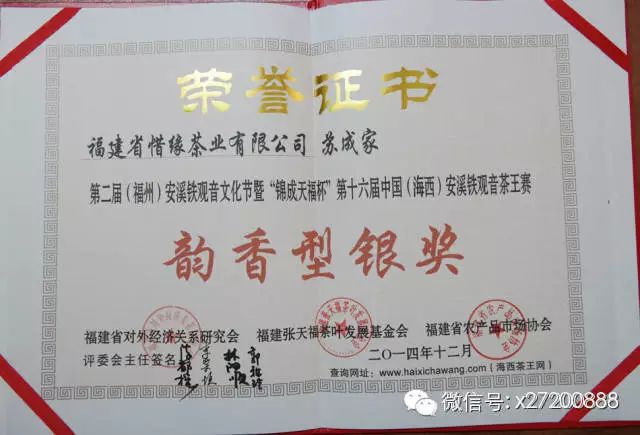 荣誉证书
福建省惜缘茶业有限公司 苏成家
第二届（福州）安溪铁观音文化节暨“锦成天福杯”第十六届中国（海西）安溪铁观音茶王赛
韵香型银奖
福建省对外经济关系研究会 福建张天福茶叶发展基金会 福建省农产品市场协会
评委会主任签名：
二〇一四年十二月
查询网址：www.haixichawang.com（海西茶王网）
微信号: x27200888